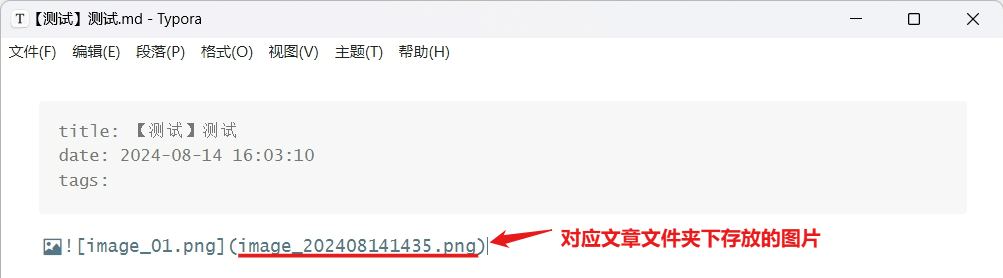 T 【测试】测试.md - Typora
文件(F) 编辑(E) 段落(P) 格式(O) 视图(V) 主题(T) 帮助(H)
title: 【测试】测试
date: 2024-08-14 16:03:10
tags:
![image_01.png](image_202408141435.png) 对应文章文件夹下存放的图片